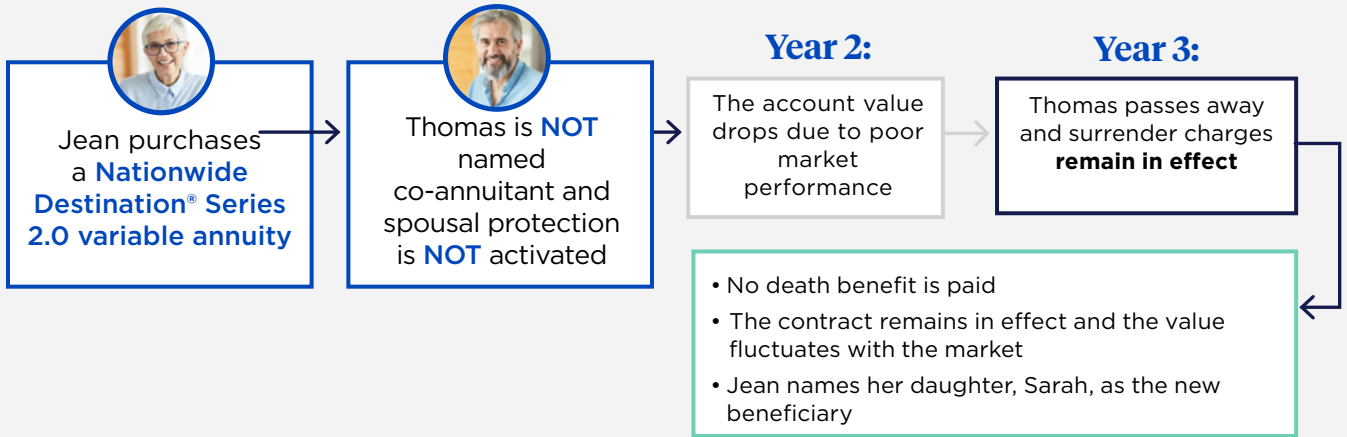 Jean purchases
a Nationwide
Destination® Series
2.0 variable annuity
Thomas is NOT
named
co-annuitant and
spousal protection
is NOT activated
Year 2:
The account value
drops due to poor
market
performance
Year 3:
Thomas passes away
and surrender charges
remain in effect
• No death benefit is paid
• The contract remains in effect and the value
fluctuates with the market
• Jean names her daughter, Sarah, as the new
beneficiary